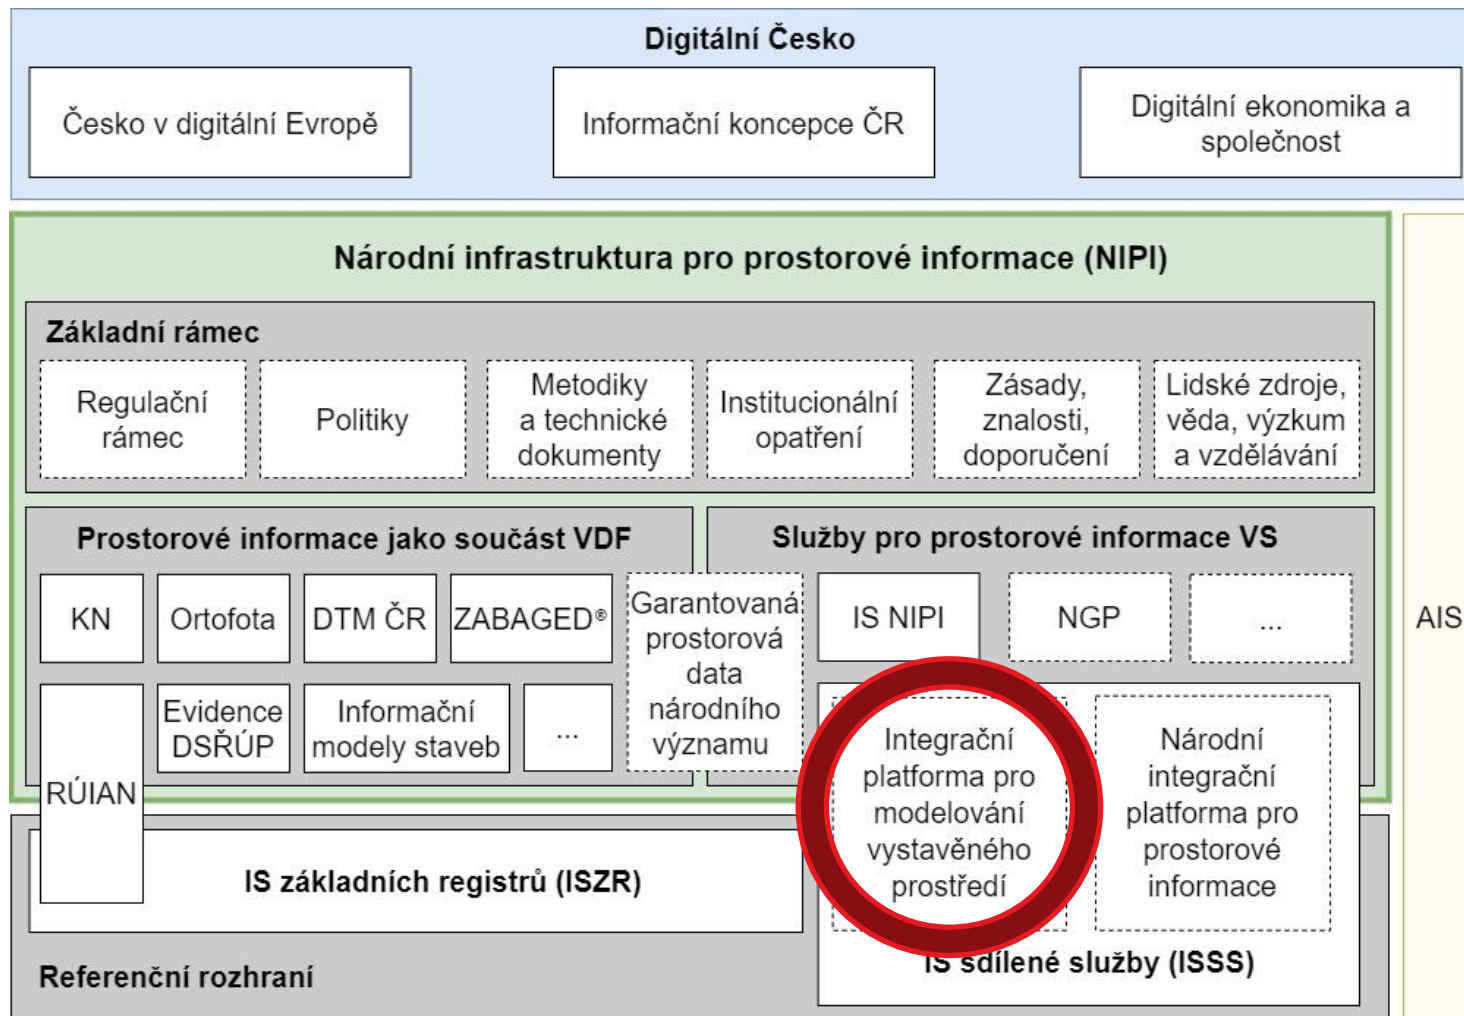 Digitální Česko
Česko v digitální Evropě
Informační koncepce ČR
Digitální ekonomika a
společnost
Národní infrastruktura pro prostorové informace (NIPI)
Základní rámec
Regulační
rámec
Politiky
Metodiky
a technické
dokumenty
Institucionální
opatření
Zásady,
znalosti,
doporučení
Lidské zdroje,
věda, výzkum
a vzdělávání
Prostorové informace jako součást VDF
KN
Ortofota
DTM ČR
ZABAGED®
Garantovaná
prostorová
data
národního
významu
RÚIAN
Evidence
DSŘÚP
Informační
modely staveb
...
Služby pro prostorové informace VS
IS NIPI
NGP
...
Integrační
platforma pro
modelování
vystavěného
prostředí
Národní
integrační
platforma pro
prostorové
informace
IS sdílené služby (ISSS)
IS základních registrů (ISZR)
Referenční rozhraní
AIS